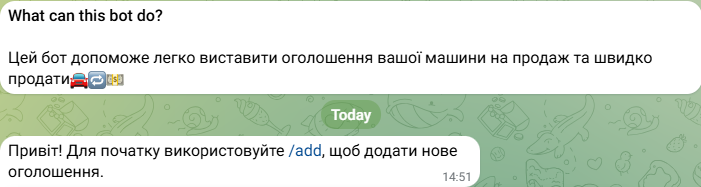 What can this bot do?
Цей бот допоможе легко виставити оголошення вашої машини на продаж та швидко
продати🚘🔄💵
Today
Привіт! Для початку використовуйте /add, щоб додати нове
оголошення.
14:51